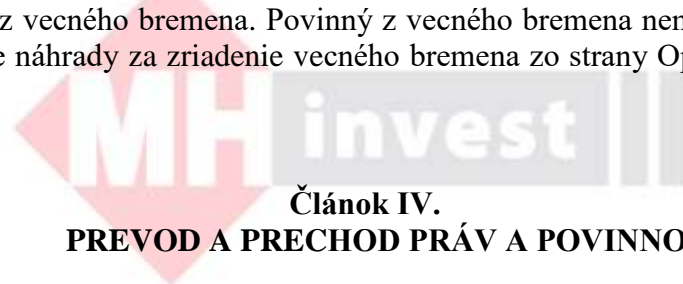 z vecného bremena. Povinný z vecného bremena nem
e náhrady za zriadenie vecného bremena zo strany Op
MH invest
Článok IV.
PREVOD A PRECHOD PRÁV A POVINNO